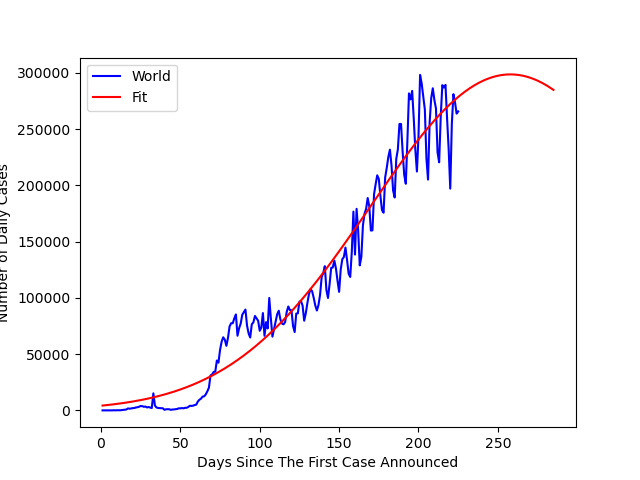 World
Fit
300000
250000
200000
150000
100000
50000
0
Number of Daily Cases
0 50 100 150 200 250
Days Since The First Case Announced